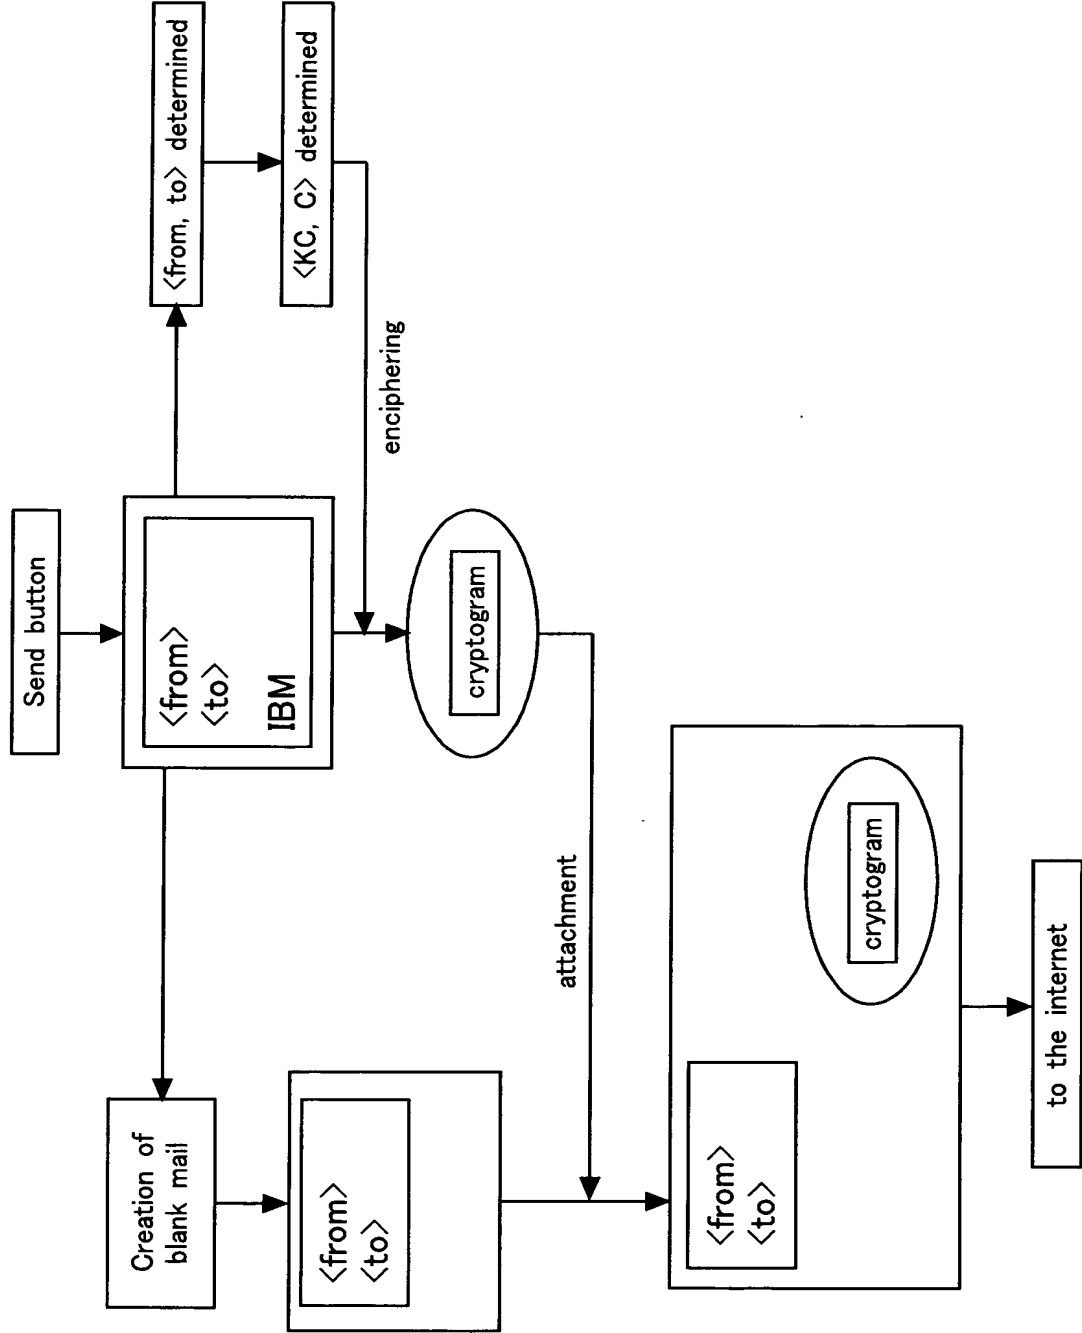 Send button
Creation of
blank mail
<from>
<to>
IBM
<from, to> determined
<KC, C> determined
<from>
<to>
enciphering
cryptogram
attachment
<from>
<to>
cryptogram
to the internet